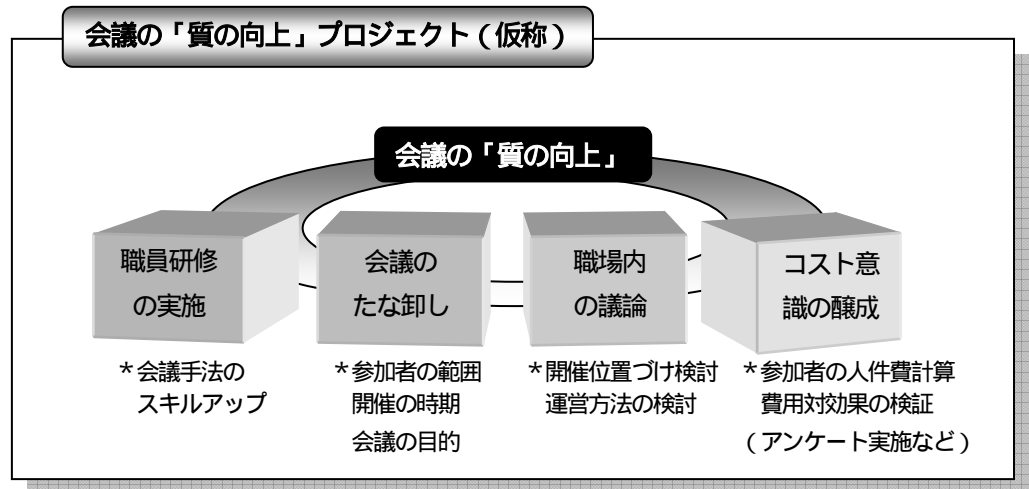 会議の「質の向上」プロジェクト(仮称)
会議の「質の向上」
職員研修
の実施
*会議手法の
スキルアップ
会議の
たな卸し
*参加者の範囲
開催の時期
会議の目的
職場内
の議論
*開催位置づけ検討
運営方法の検討
コスト意
識の醸成
*参加者の人件費計算
費用対効果の検証
(アンケート実施など)